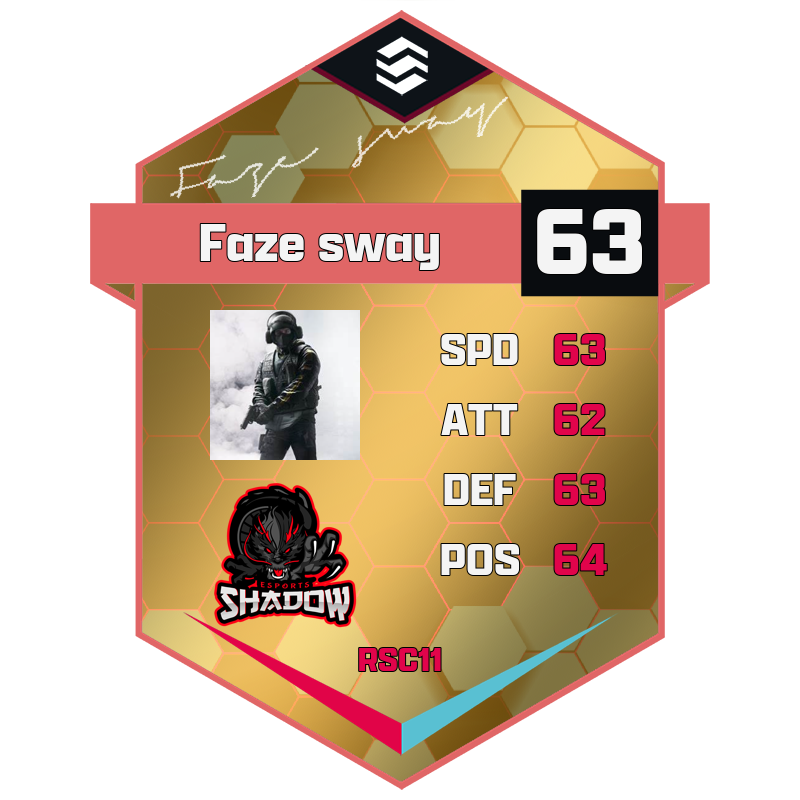 Faze sway
Faze sway 63
SPD 63
ATT 62
DEF 63
POS 64
ESPORTS
SHADOW
RSC11